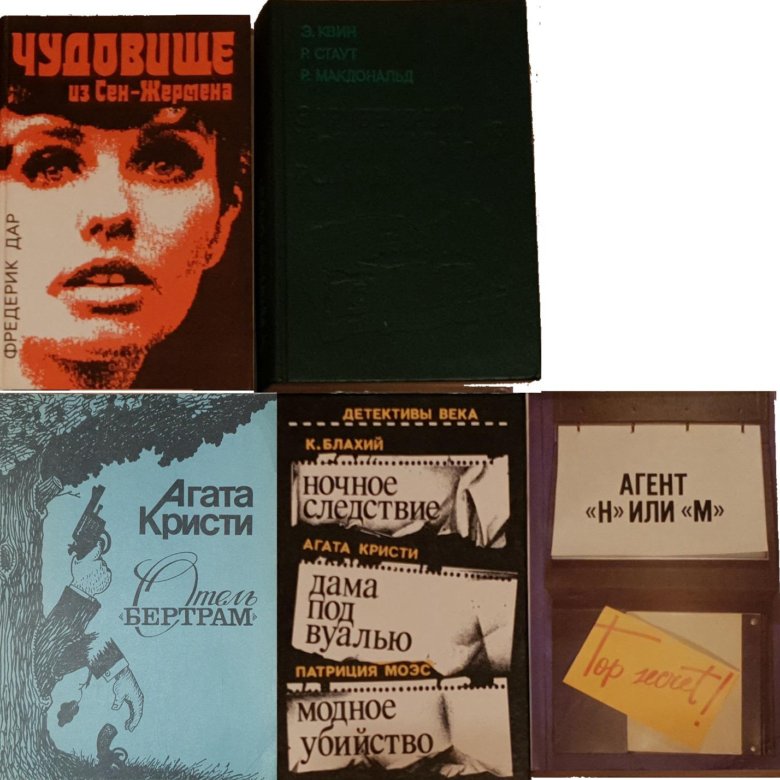 ЧУДОВИЩЕ
из Сен-Жермена
ФРЕДЕРИК ДАР
Э. КВИН
Р. СТАУТ
Р. МАКДОНАЛЬД
Агата
Кристи
Отель
«БЕРТРАМ»
ДЕТЕКТИВЫ ВЕКА
К. БЛАХИЙ
НОЧНОЕ
СЛЕДСТВИЕ
АГАТА КРИСТИ
ДАМА
ПОД
ВУАЛЬЮ
ПАТРИЦИЯ МОЭС
МОДНОЕ
УБИЙСТВО
АГЕНТ
«Н» ИЛИ «М»
Top secret!